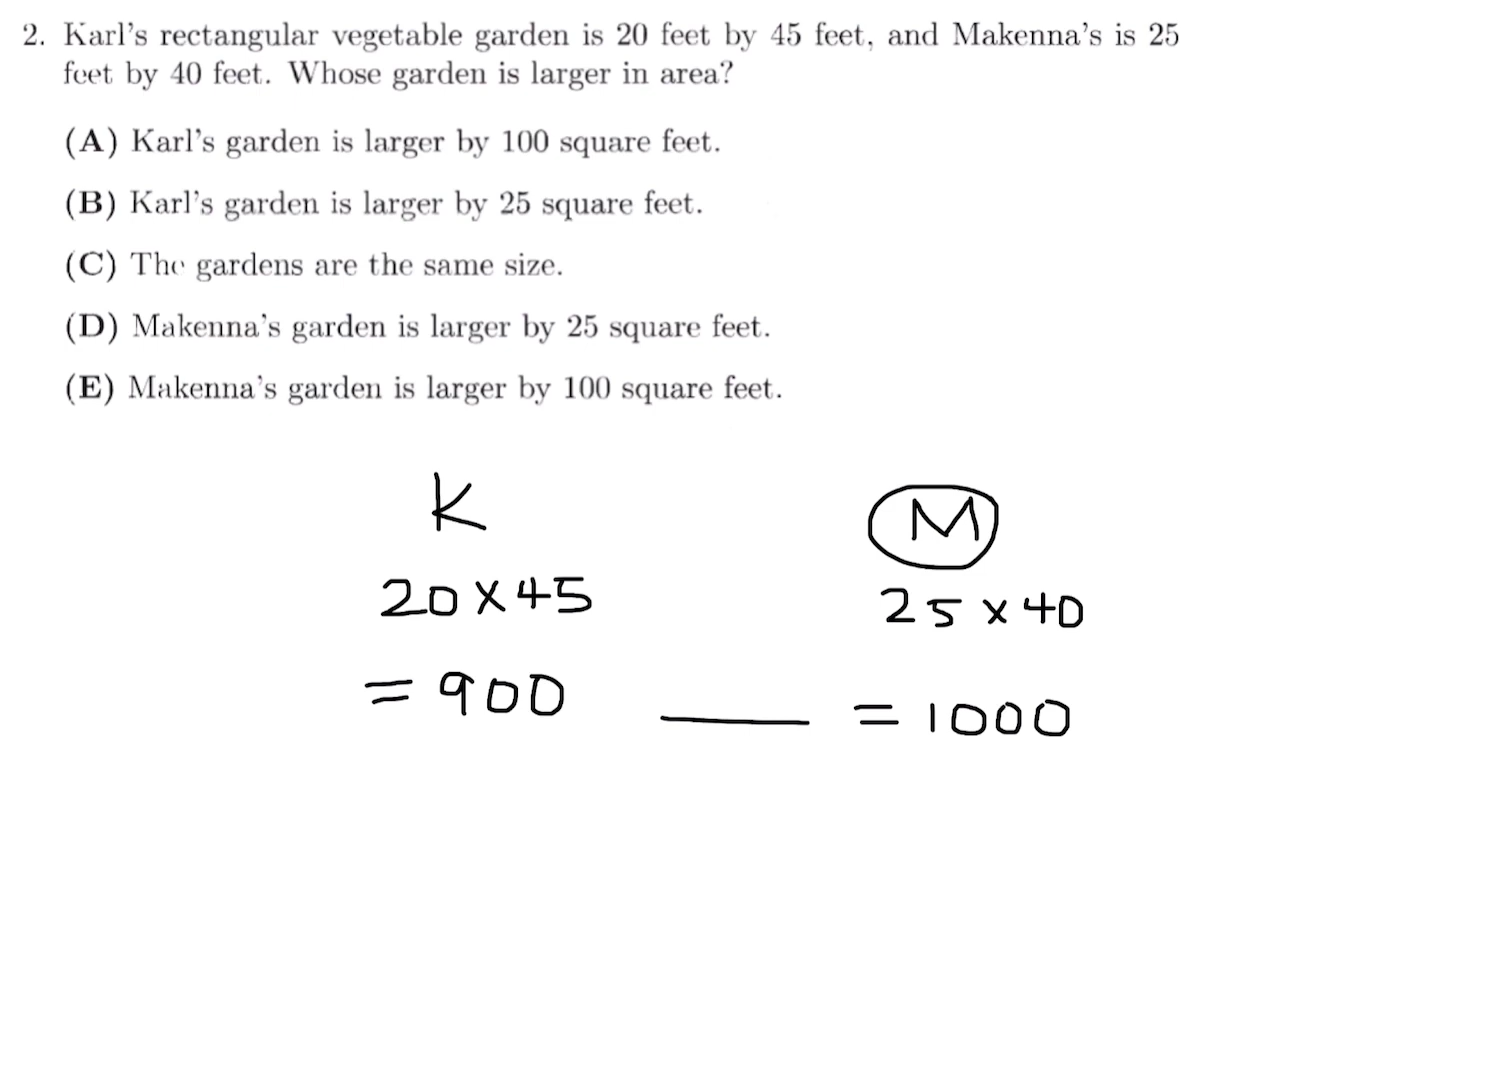 2. Karl's rectangular vegetable garden is 20 feet by 45 feet, and Makenna's is 25
feet by 40 feet. Whose garden is larger in area?
(A) Karl's garden is larger by 100 square feet.
(B) Karl's garden is larger by 25 square feet.
(C) The gardens are the same size.
(D) Makenna's garden is larger by 25 square feet.
(E) Makenna's garden is larger by 100 square feet.
K
20 x 45
= 900
M
25 x 40
= 1000